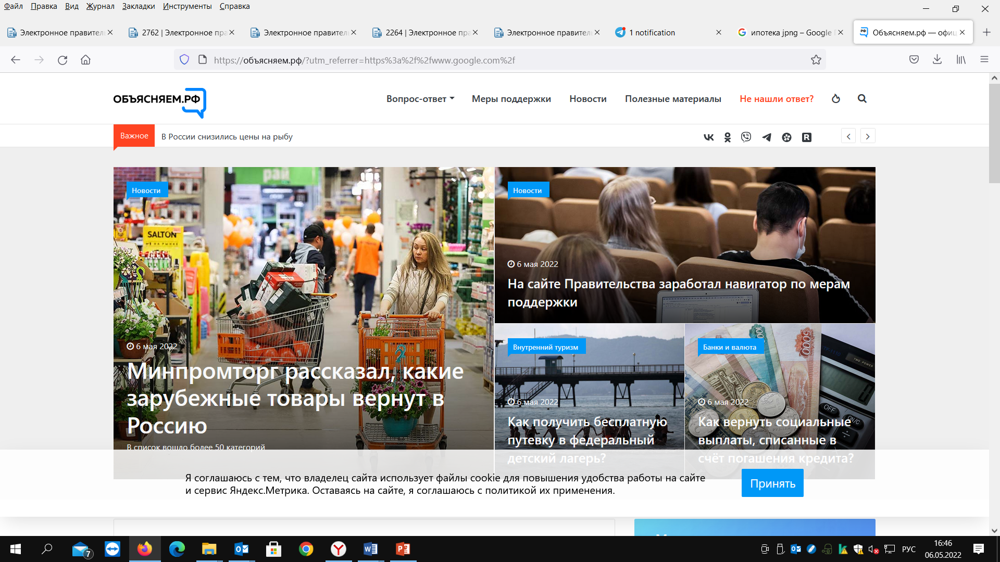 Файл Правка Вид Журнал Закладки Инструменты Справка
Электронное правител 2762 | Электронное пра Электронное правител 2264 | Электронное пра Электронное правител 1 notification ипотека jpng – Google Объясняем.рф — офиц
https://объясняем.рф/?utm_referrer=https%3a%2f%2fwww.google.com%2f
ОБЪЯСНЯЕМ.РФ
Вопрос-ответ Меры поддержки Новости Полезные материалы Не нашли ответ?
Важное В России снизились цены на рыбу
рай
SALTON
Новости
6 мая 2022
Минпромторг рассказал, какие
зарубежные товары вернут в
Россию
В список вошло более 50 категорий
Новости
6 мая 2022
На сайте Правительства заработал навигатор по мерам
поддержки
Внутренний туризм
6 мая 2022
Как получить бесплатную
путевку в федеральный
детский лагерь?
Банки и валюта
5000
TWO POWER
OFF
ON/C
6 мая 2022
Как вернуть социальные
выплаты, списанные в
счёт погашения кредита?
Я соглашаюсь с тем, что владелец сайта использует файлы cookie для повышения удобства работы на сайте
и сервис Яндекс.Метрика. Оставаясь на сайте, я соглашаюсь с политикой их применения.
Принять
7
РУС
16:46
06.05.2022